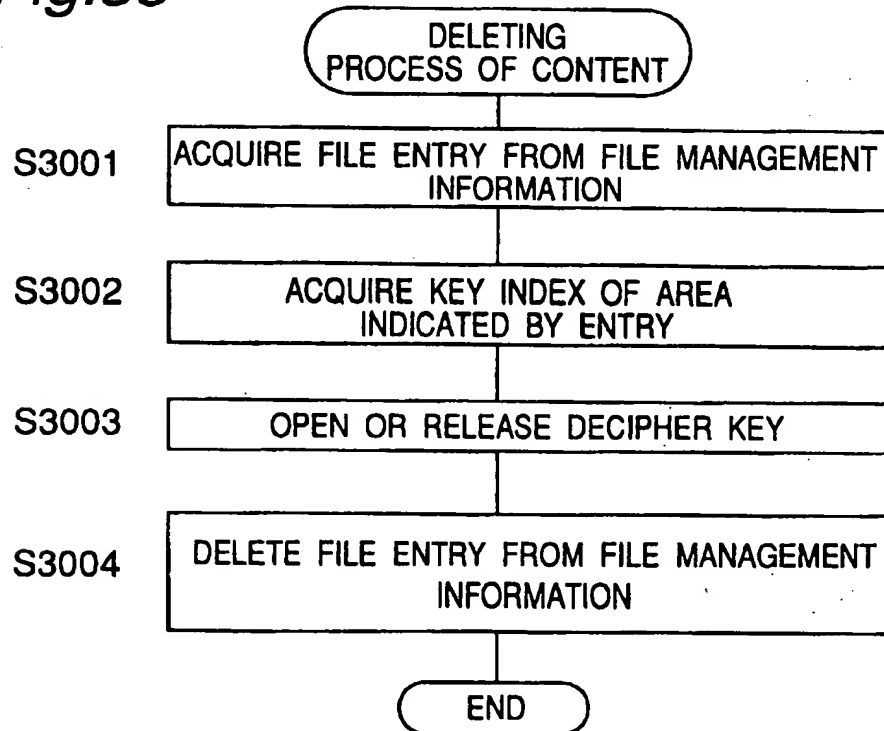 DELETING
PROCESS OF CONTENT
S3001
ACQUIRE FILE ENTRY FROM FILE MANAGEMENT
INFORMATION
S3002
ACQUIRE KEY INDEX OF AREA
INDICATED BY ENTRY
S3003
OPEN OR RELEASE DECIPHER KEY
S3004
DELETE FILE ENTRY FROM FILE MANAGEMENT
INFORMATION
END